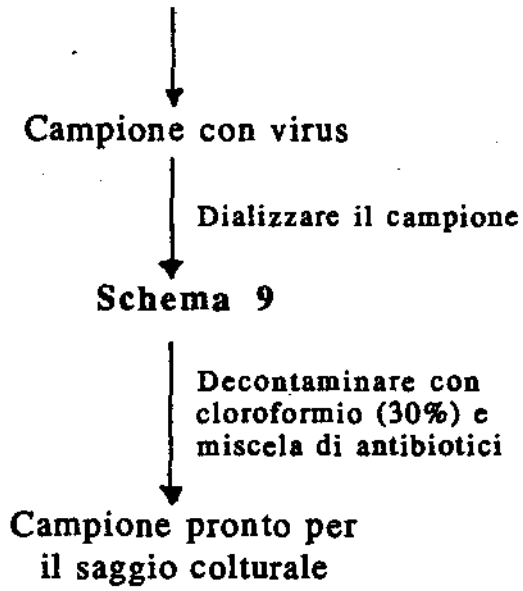 Campione con virus
Dializzare il campione
Schema 9
Decontaminare con
cloroformio (30%) e
miscela di antibiotici
Campione pronto per
il saggio colturale